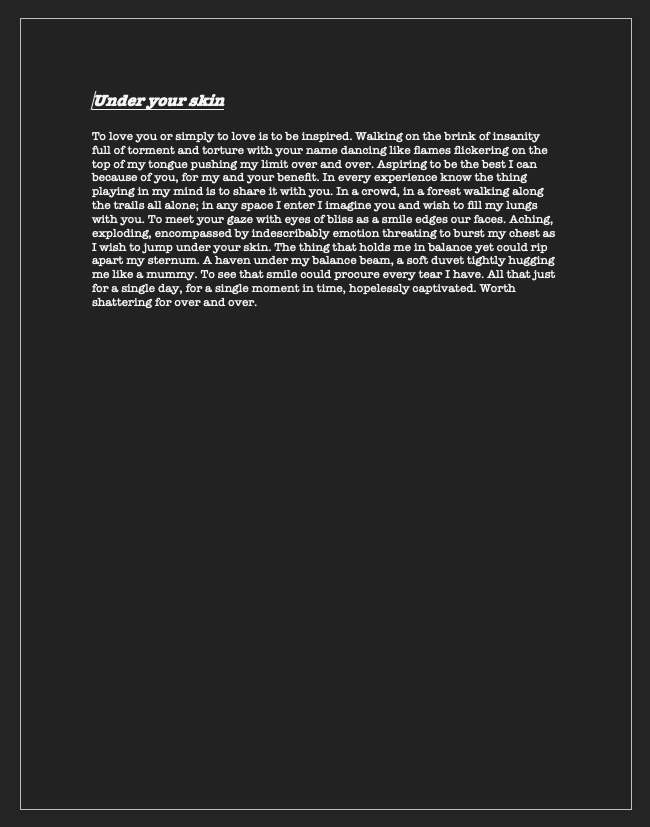 Under your skin
To love you or simply to love is to be inspired. Walking on the brink of insanity
full of torment and torture with your name dancing like flames flickering on the
top of my tongue pushing my limit over and over. Aspiring to be the best I can
because of you, for my and your benefit. In every experience know the thing
playing in my mind is to share it with you. In a crowd, in a forest walking along
the trails all alone; in any space I enter I imagine you and wish to fill my lungs
with you. To meet your gaze with eyes of bliss as a smile edges our faces. Aching,
exploding, encompassed by indescribably emotion threating to burst my chest as
I wish to jump under your skin. The thing that holds me in balance yet could rip
apart my sternum. A haven under my balance beam, a soft duvet tightly hugging
me like a mummy. To see that smile could procure every tear I have. All that just
for a single day, for a single moment in time, hopelessly captivated. Worth
shattering for over and over.